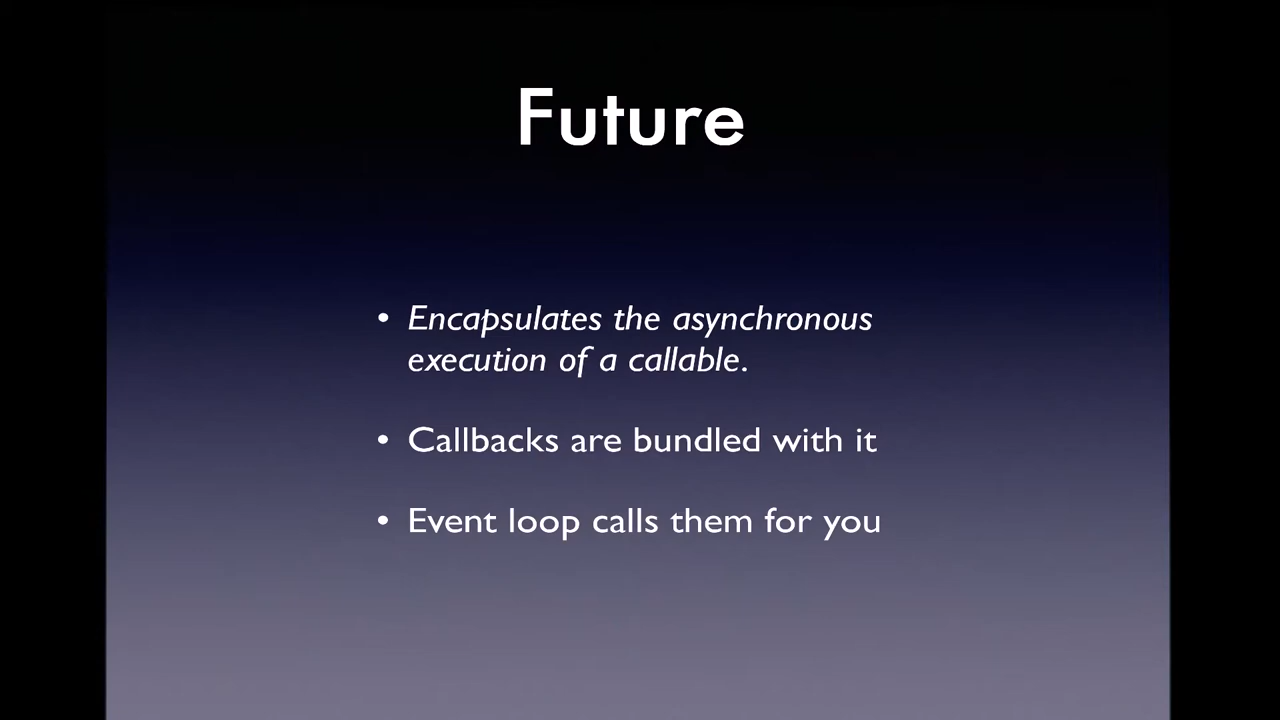 Future
• Encapsulates the asynchronous
execution of a callable.
• Callbacks are bundled with it
• Event loop calls them for you